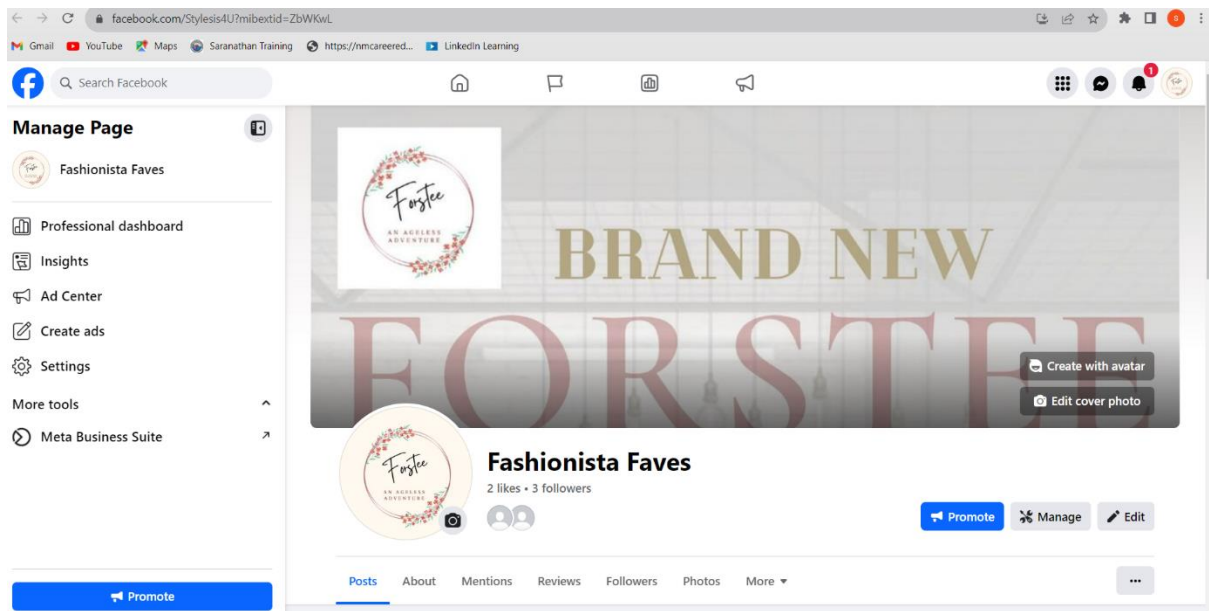 facebook.com/Stylesis4U?mibextid=ZbWKwL
S
Gmail YouTube Maps Saranathan Training https://nmcareered... LinkedIn Learning
Search Facebook
1
Manage Page
Fashionista Faves
Professional dashboard
Insights
Ad Center
Create ads
Settings
More tools
Meta Business Suite
Promote
Forstee
AN AGELESS
ADVENTURE
BRAND NEW
FORSTEE
Create with avatar
Edit cover photo
Forstee
AN AGELESS
ADVENTURE
Fashionista Faves
2 likes • 3 followers
Promote Manage Edit
Posts About Mentions Reviews Followers Photos More